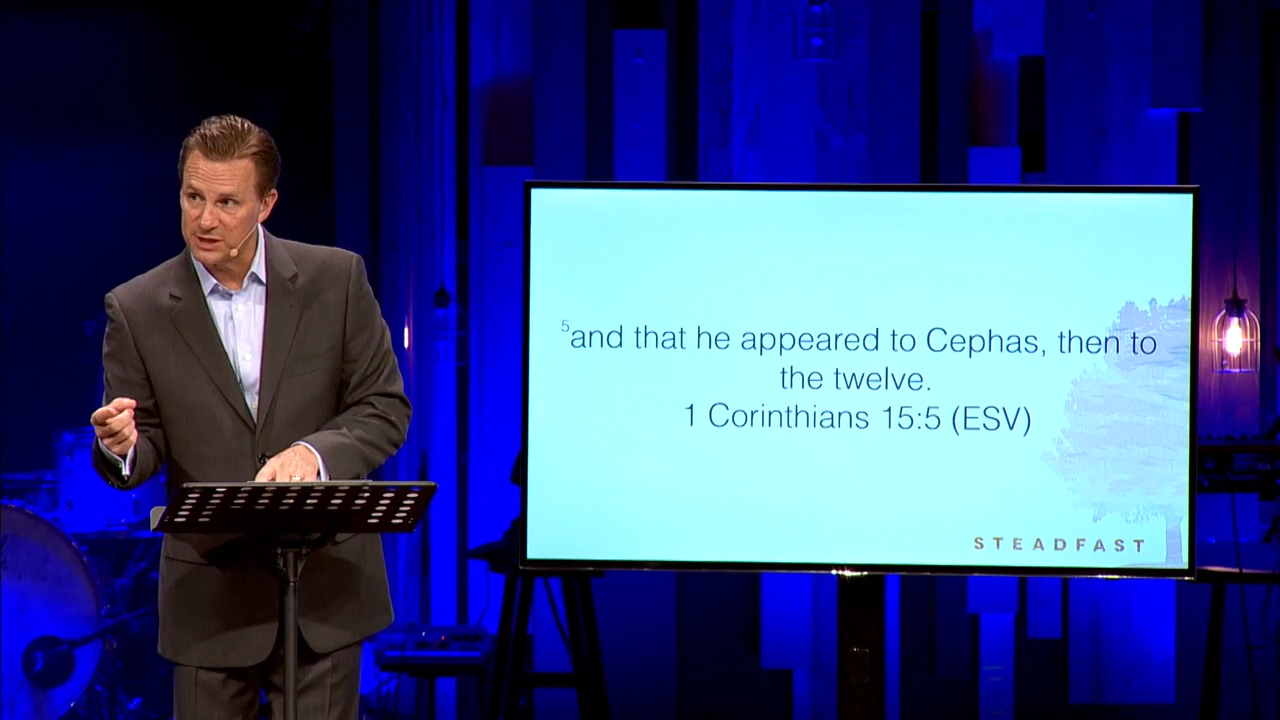 ⁵and that he appeared to Cephas, then to
the twelve.
1 Corinthians 15:5 (ESV)
STEADFAST